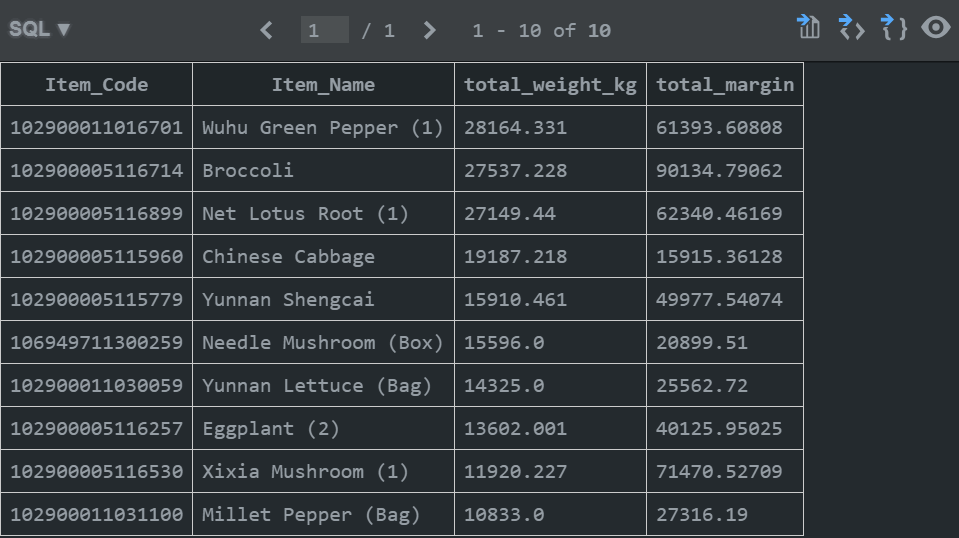 SQL ▼ 1 / 1 1 - 10 of 10
Item_Code Item_Name total_weight_kg total_margin
102900011016701 Wuhu Green Pepper (1) 28164.331 61393.60808
102900005116714 Broccoli 27537.228 90134.79062
102900005116899 Net Lotus Root (1) 27149.44 62340.46169
102900005115960 Chinese Cabbage 19187.218 15915.36128
102900005115779 Yunnan Shengcai 15910.461 49977.54074
106949711300259 Needle Mushroom (Box) 15596.0 20899.51
102900011030059 Yunnan Lettuce (Bag) 14325.0 25562.72
102900005116257 Eggplant (2) 13602.001 40125.95025
102900005116530 Xixia Mushroom (1) 11920.227 71470.52709
102900011031100 Millet Pepper (Bag) 10833.0 27316.19